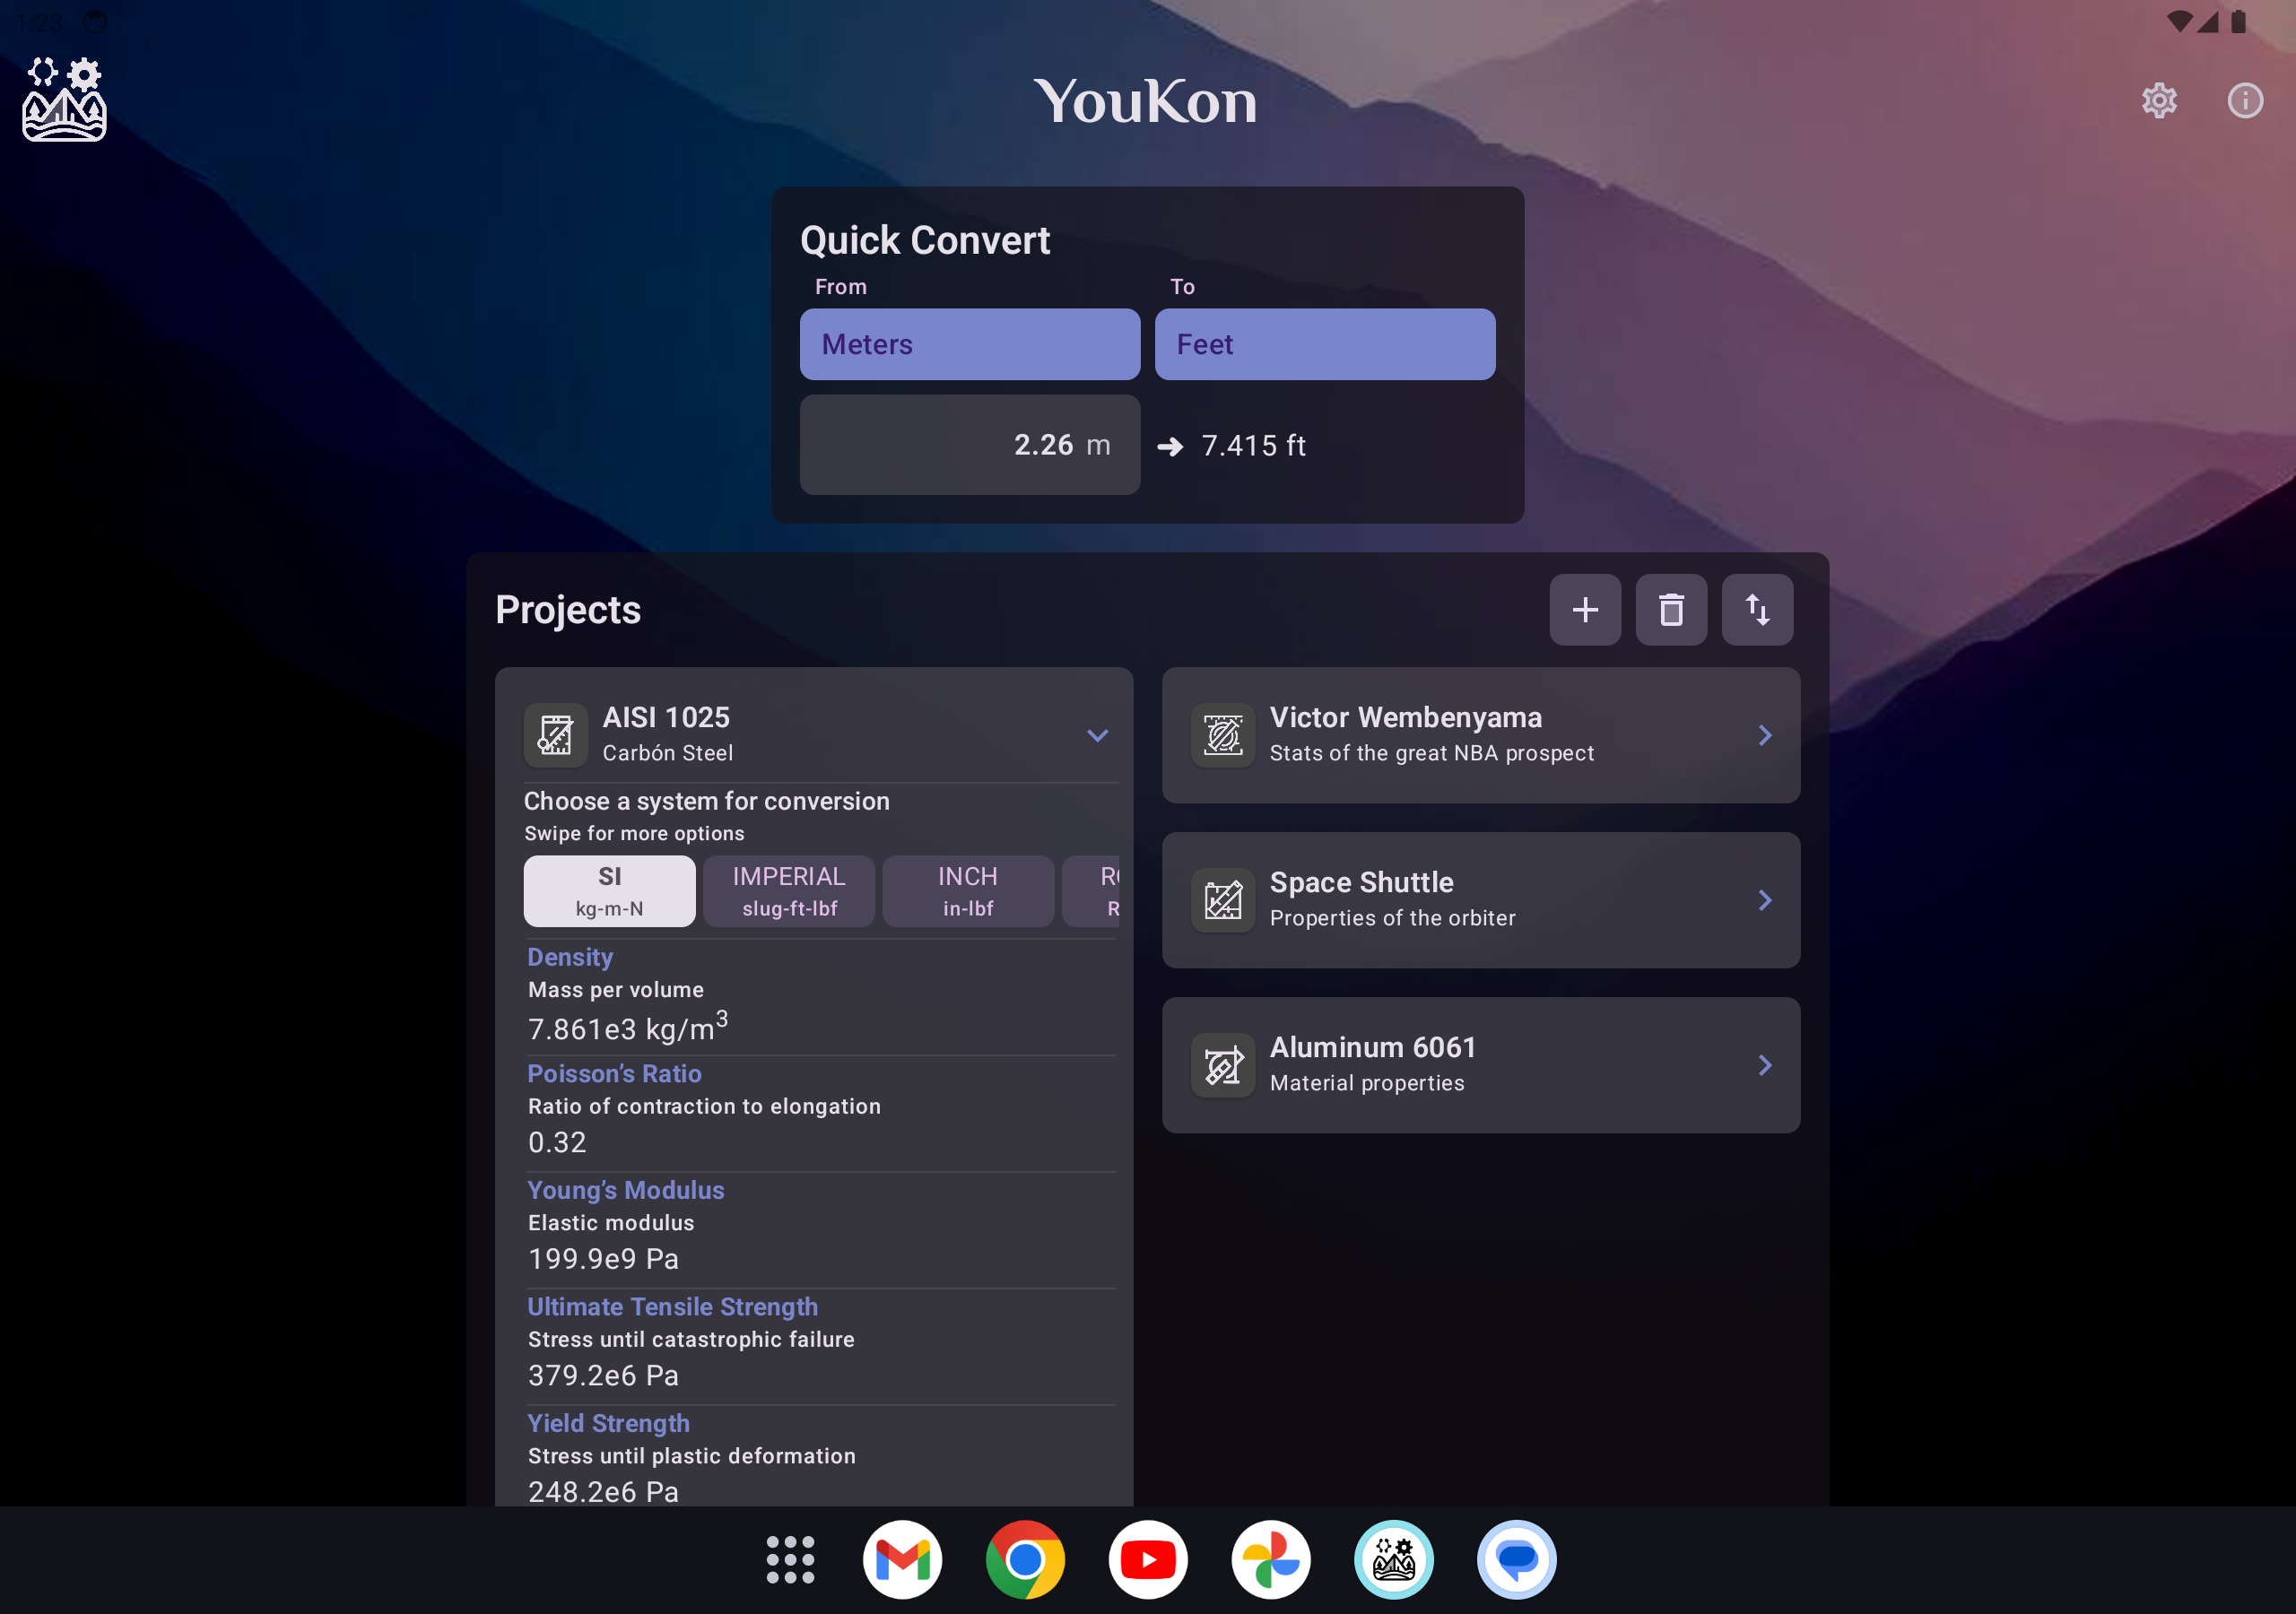 1:23
YouKon
Quick Convert
From
To
Meters
Feet
2.26 m
7.415 ft
Projects
AISI 1025
Carbón Steel
Choose a system for conversion
Swipe for more options
SI
kg-m-N
IMPERIAL
slug-ft-lbf
INCH
in-lbf
Density
Mass per volume
7.861e3 kg/m³
Poisson’s Ratio
Ratio of contraction to elongation
0.32
Young’s Modulus
Elastic modulus
199.9e9 Pa
Ultimate Tensile Strength
Stress until catastrophic failure
379.2e6 Pa
Yield Strength
Stress until plastic deformation
248.2e6 Pa
Victor Wembenyama
Stats of the great NBA prospect
Space Shuttle
Properties of the orbiter
Aluminum 6061
Material properties